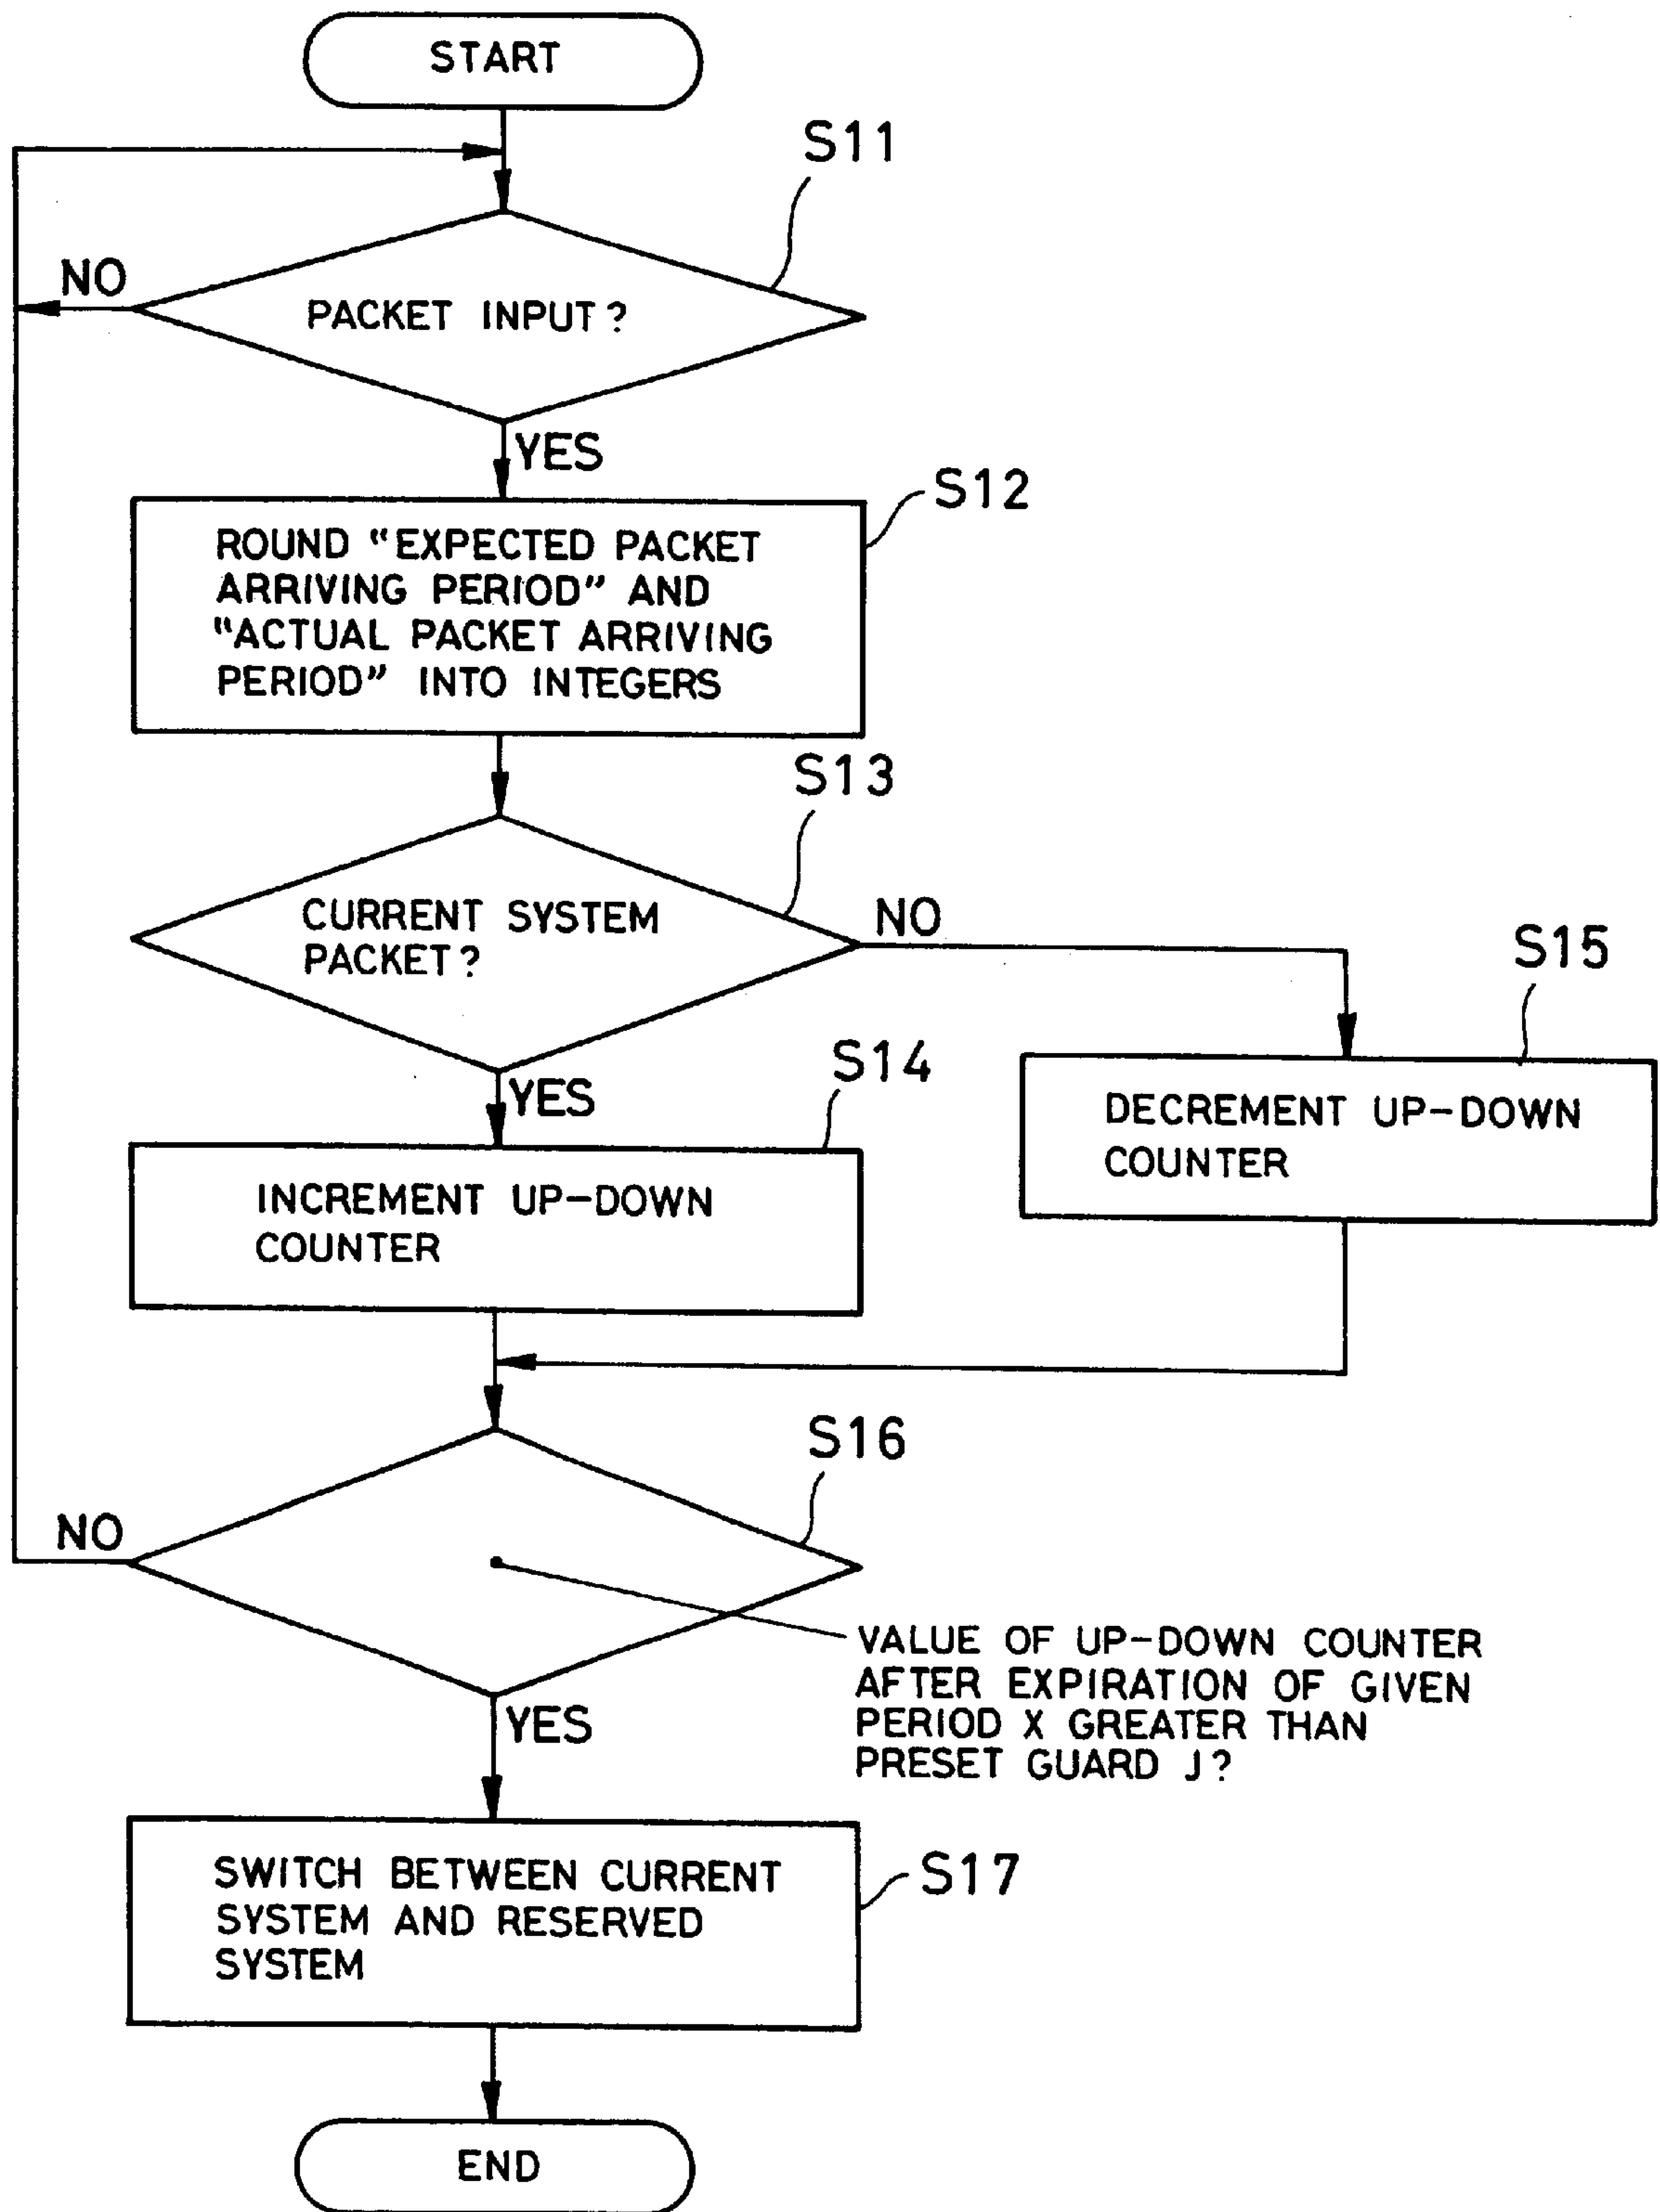 START
S11
NO
PACKET INPUT?
YES
S12
ROUND "EXPECTED PACKET
ARRIVING PERIOD" AND
"ACTUAL PACKET ARRIVING
PERIOD" INTO INTEGERS
S13
CURRENT SYSTEM
PACKET?
NO
S15
S14
YES
DECREMENT UP-DOWN
COUNTER
INCREMENT UP-DOWN
COUNTER
S16
NO
VALUE OF UP-DOWN COUNTER
AFTER EXPIRATION OF GIVEN
PERIOD X GREATER THAN
PRESET GUARD J?
YES
SWITCH BETWEEN CURRENT
SYSTEM AND RESERVED
SYSTEM
S17
END